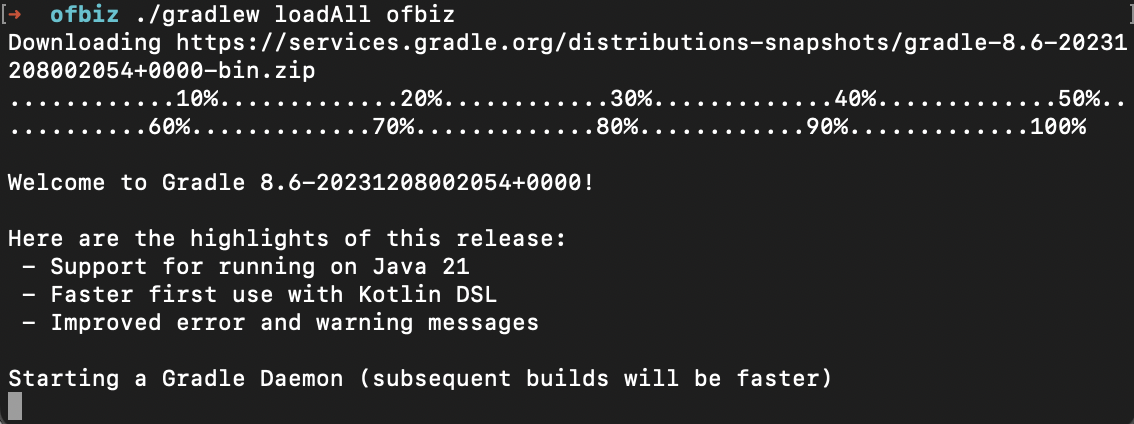 [→ ofbiz ./gradlew loadAll ofbiz ]
Downloading https://services.gradle.org/distributions-snapshots/gradle-8.6-20231
208002054+0000-bin.zip
............10%.............20%............30%.............40%.............50%..
..........60%.............70%.............80%............90%.............100%

Welcome to Gradle 8.6-20231208002054+0000!

Here are the highlights of this release:
 - Support for running on Java 21
 - Faster first use with Kotlin DSL
 - Improved error and warning messages

Starting a Gradle Daemon (subsequent builds will be faster)